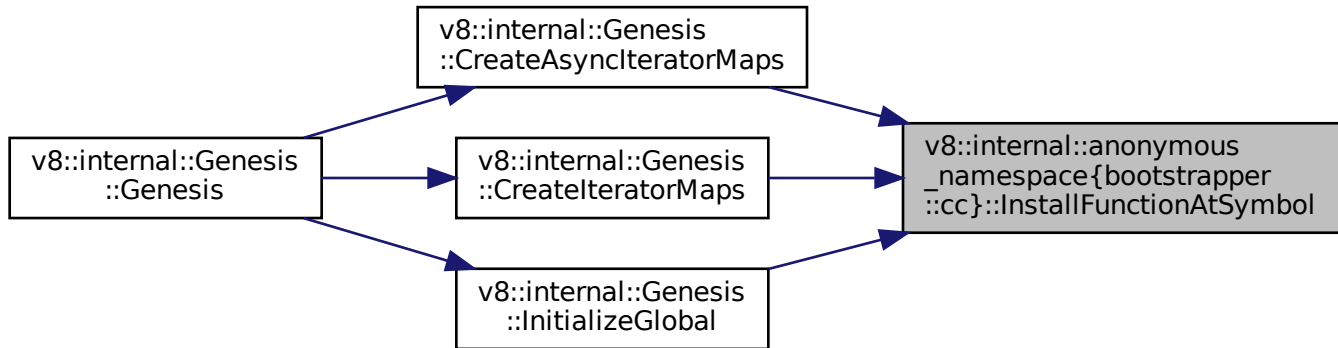 v8::internal::Genesis
::CreateAsyncIteratorMaps
v8::internal::Genesis
::Genesis
v8::internal::Genesis
::CreateIteratorMaps
v8::internal::anonymous
_namespace{bootstrapper
::cc}::InstallFunctionAtSymbol
v8::internal::Genesis
::InitializeGlobal